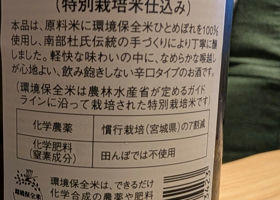 (特別栽培米仕込み)
本品は、原料米に環境保全米ひとめぼれを100%
使用し、南部杜氏伝統の手づくりにより丁寧に醸
しました。軽快な味わいの中に、なめらかな喉越し
が心地よい、飲み飽きしない辛口タイプのお酒です。
(環境保全米は農林水産省が定めるガイド
ラインに沿って栽培された特別栽培米です)
化学農薬 慣行栽培(宮城県)の7割減
化学肥料
(窒素成分) 田んぼでは不使用
環境保全米は、できるだけ
化学合成の農薬や肥料